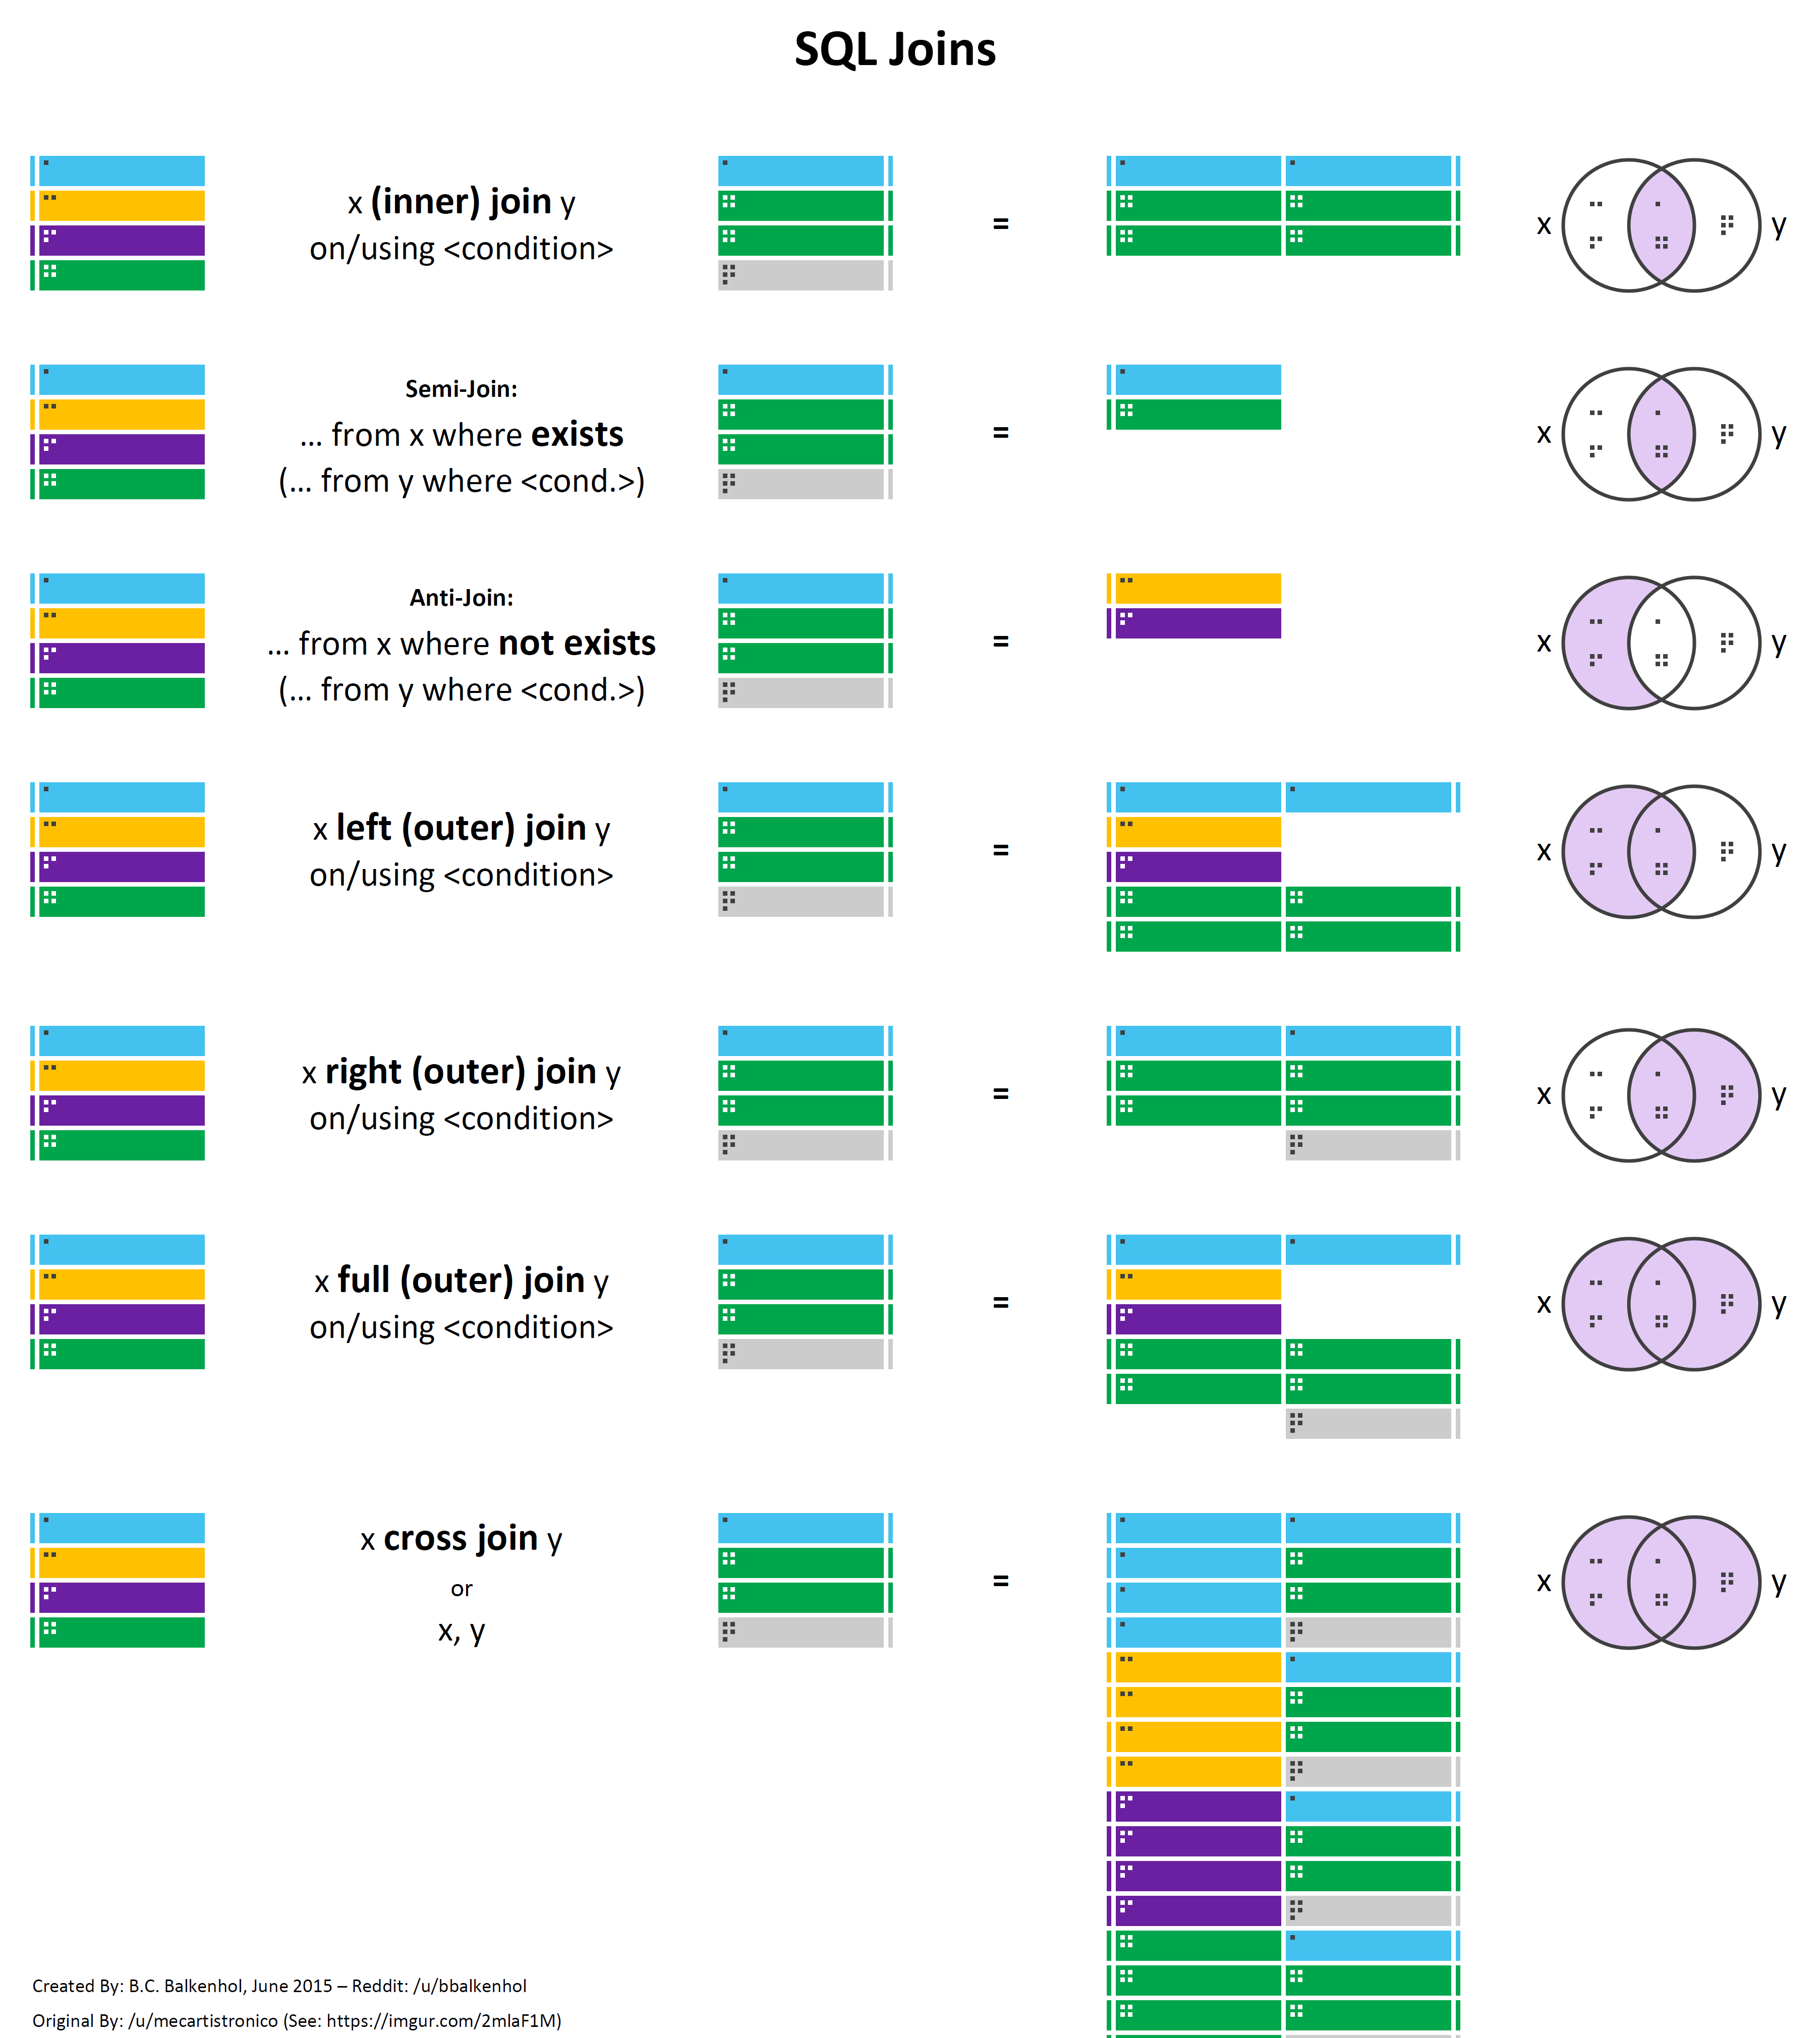 SQL Joins
x (inner) join y
on/using <condition>
=
x
y
Semi-Join:
... from x where exists
(... from y where <cond.>)
=
x
y
Anti-Join:
... from x where not exists
(... from y where <cond.>)
=
x
y
x left (outer) join y
on/using <condition>
=
x
y
x right (outer) join y
on/using <condition>
=
x
y
x full (outer) join y
on/using <condition>
=
x
y
x cross join y
or
x, y
=
x
y
Created By: B.C. Balkenhol, June 2015 – Reddit: /u/bbalkenhol
Original By: /u/mecartistronico (See: https://imgur.com/2mlaF1M)